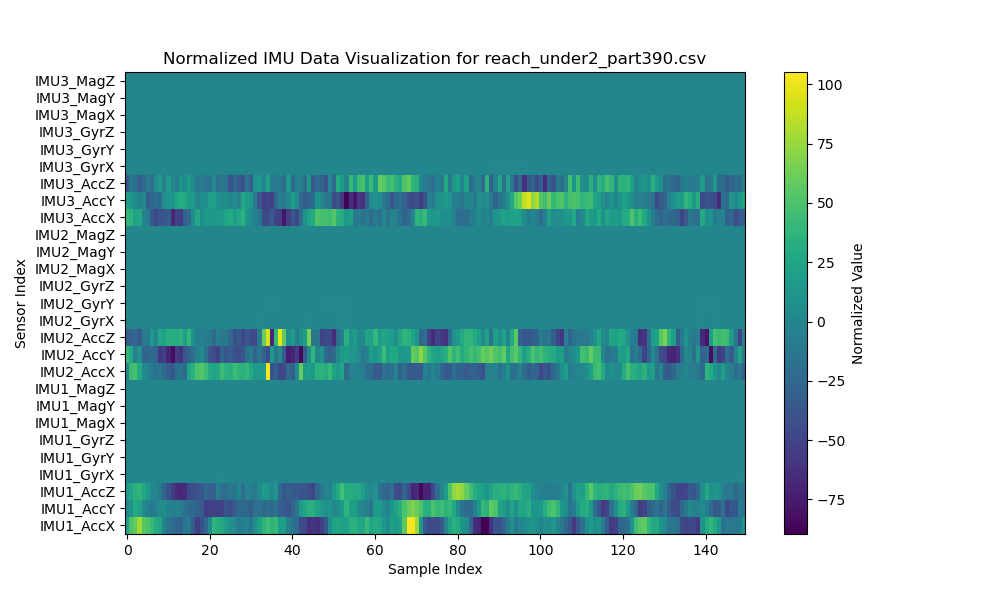 Normalized IMU Data Visualization for reach_under2_part390.csv
IMU3_MagZ
IMU3_MagY
IMU3_MagX
IMU3_GyrZ
IMU3_GyrY
IMU3_GyrX
IMU3_AccZ
IMU3_AccY
IMU3_AccX
IMU2_MagZ
IMU2_MagY
IMU2_MagX
IMU2_GyrZ
IMU2_GyrY
IMU2_GyrX
IMU2_AccZ
IMU2_AccY
IMU2_AccX
IMU1_MagZ
IMU1_MagY
IMU1_MagX
IMU1_GyrZ
IMU1_GyrY
IMU1_GyrX
IMU1_AccZ
IMU1_AccY
IMU1_AccX
Sensor Index
0 20 40 60 80 100 120 140
Sample Index
100
75
50
25
0
−25
−50
−75
Normalized Value